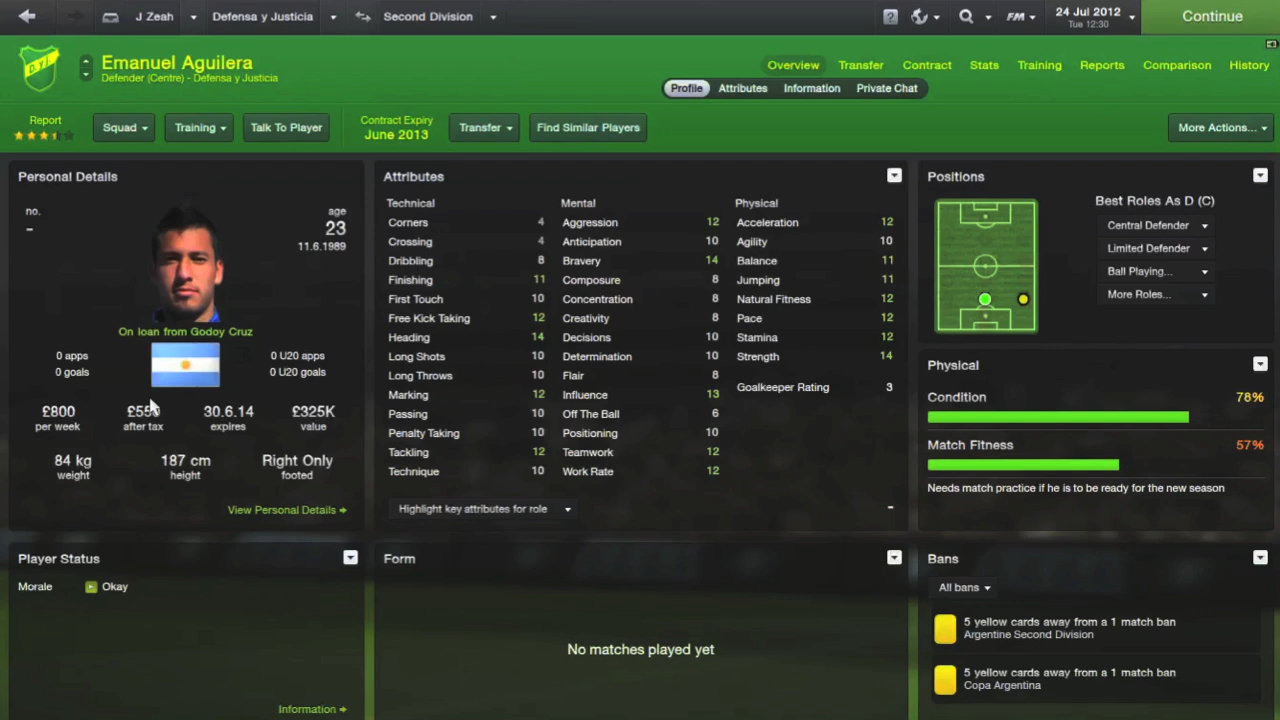 J Zeah
Defensa y Justicia
Second Division
?
FM
24 Jul 2012
Tue 12:30
Continue
D.Y.J.
Emanuel Aguilera
Defender (Centre) - Defensa y Justicia
Overview Transfer Contract Stats Training Reports Comparison History
Profile Attributes Information Private Chat
Report
Squad
Training
Talk To Player
Contract Expiry
June 2013
Transfer
Find Similar Players
More Actions...
Personal Details
no.
-
age
23
11.6.1989
On loan from Godoy Cruz
0 apps
0 goals
0 U20 apps
0 U20 goals
£800
per week
£550
after tax
30.6.14
expires
£325K
value
84 kg
weight
187 cm
height
Right Only
footed
View Personal Details
Attributes
Technical
Corners 4
Crossing 4
Dribbling 8
Finishing 11
First Touch 10
Free Kick Taking 12
Heading 14
Long Shots 10
Long Throws 10
Marking 12
Passing 10
Penalty Taking 10
Tackling 12
Technique 10
Mental
Aggression 12
Anticipation 10
Bravery 14
Composure 8
Concentration 8
Creativity 8
Decisions 10
Determination 10
Flair 8
Influence 13
Off The Ball 6
Positioning 10
Teamwork 12
Work Rate 12
Physical
Acceleration 12
Agility 10
Balance 11
Jumping 11
Natural Fitness 12
Pace 12
Stamina 12
Strength 14
Goalkeeper Rating 3
Highlight key attributes for role
-
Positions
Best Roles As D (C)
Central Defender
Limited Defender
Ball Playing...
More Roles...
Physical
Condition 78%
Match Fitness 57%
Needs match practice if he is to be ready for the new season
Player Status
Morale Okay
Information
Form
No matches played yet
Bans
All bans
5 yellow cards away from a 1 match ban
Argentine Second Division
5 yellow cards away from a 1 match ban
Copa Argentina